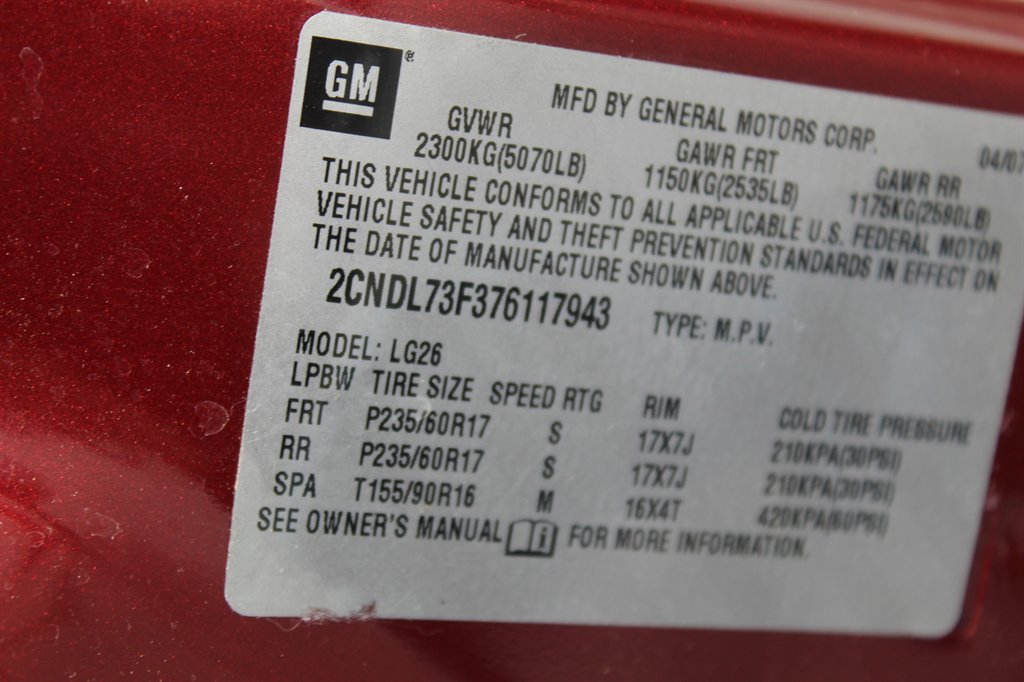 GM®
MFD BY GENERAL MOTORS CORP.
04/07
GVWR GAWR FRT GAWR RR
2300KG(5070LB) 1150KG(2535LB) 1175KG(2590LB)
THIS VEHICLE CONFORMS TO ALL APPLICABLE U.S. FEDERAL MOTOR
VEHICLE SAFETY AND THEFT PREVENTION STANDARDS IN EFFECT ON
THE DATE OF MANUFACTURE SHOWN ABOVE.
2CNDL73F376117943 TYPE: M.P.V.
MODEL: LG26
LPBW TIRE SIZE SPEED RTG RIM COLD TIRE PRESSURE
FRT P235/60R17 S 17X7J 210KPA(30PSI)
RR P235/60R17 S 17X7J 210KPA(30PSI)
SPA T155/90R16 M 16X4T 420KPA(60PSI)
SEE OWNER'S MANUAL i FOR MORE INFORMATION.